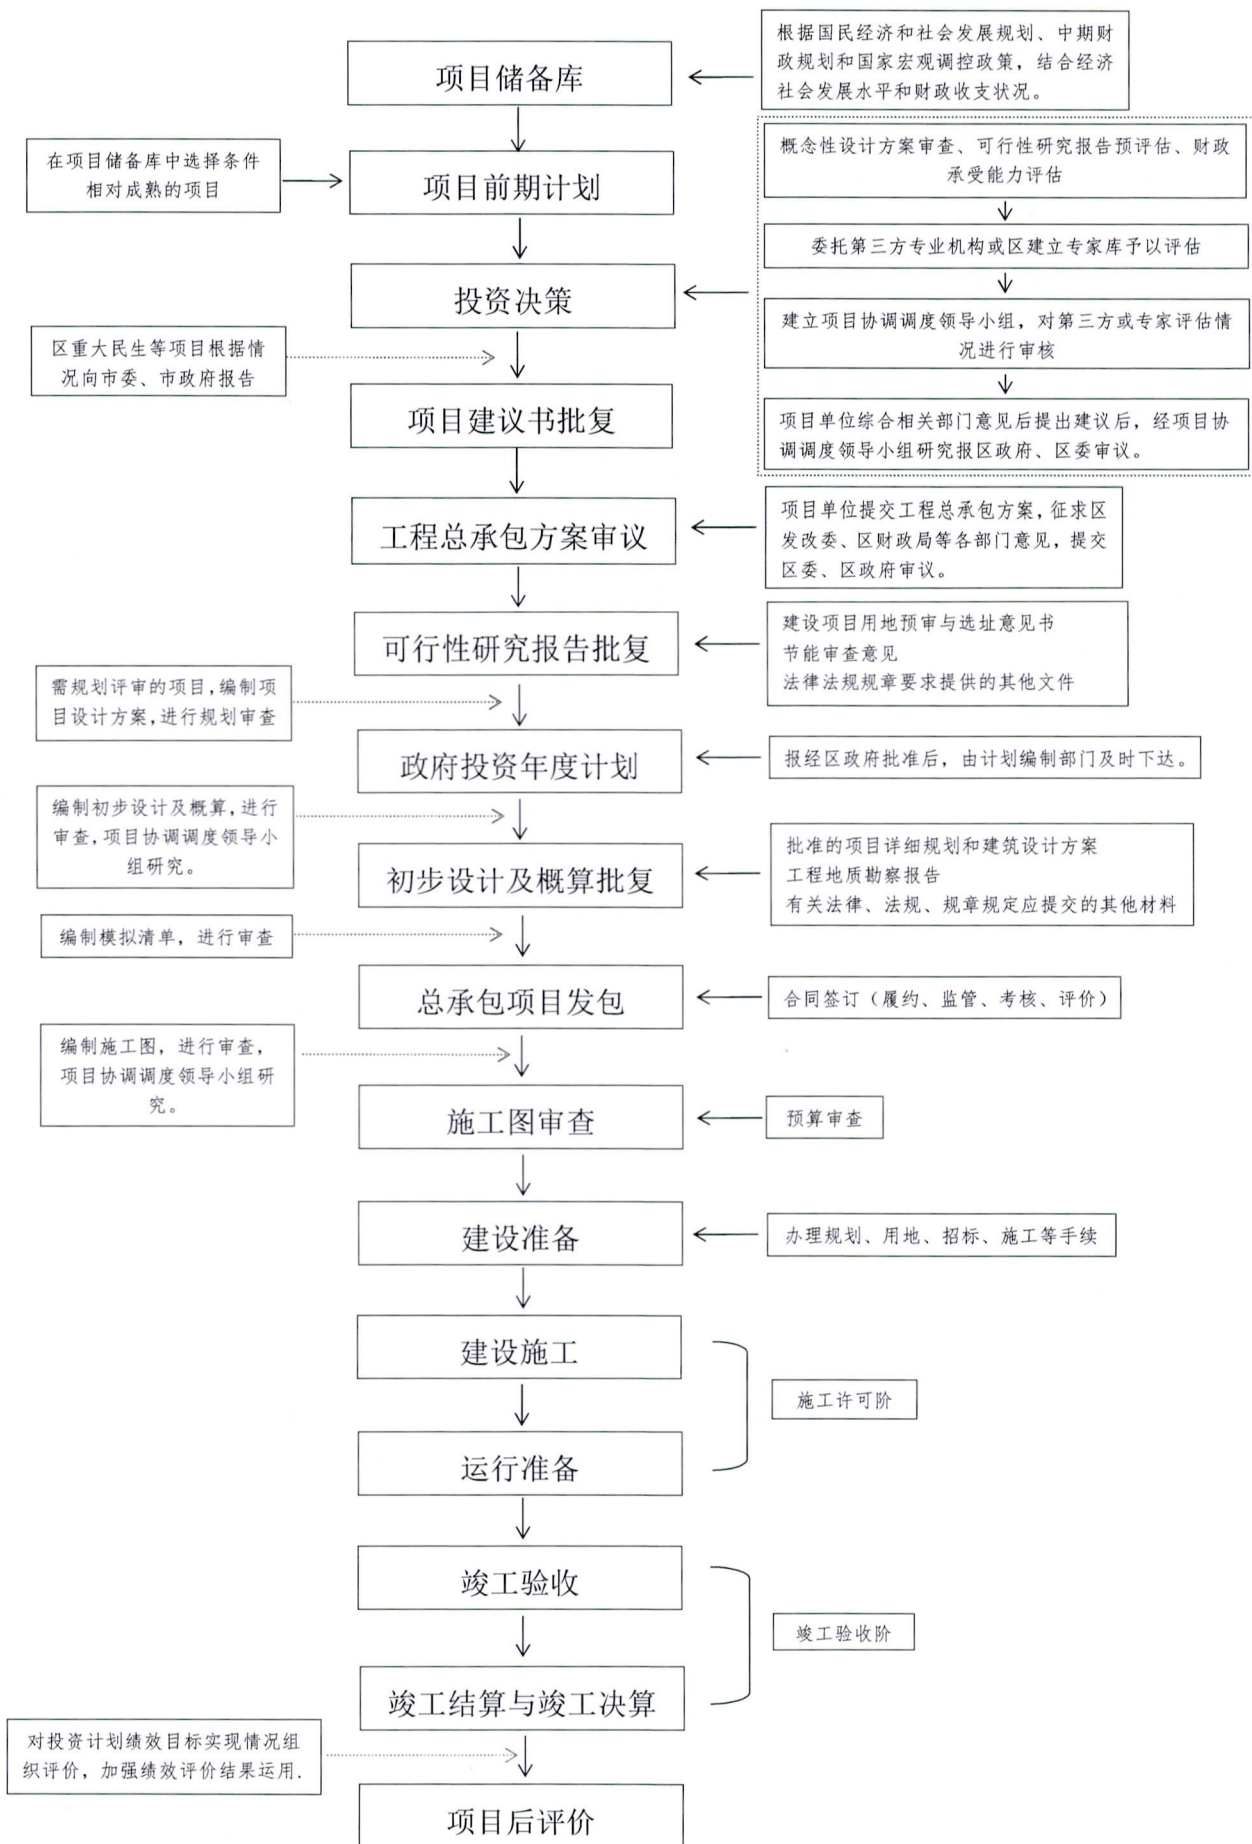 根据国民经济和社会发展规划、中期财
政规划和国家宏观调控政策，结合经济
社会发展水平和财政收支状况。
项目储备库
在项目储备库中选择条件
相对成熟的项目
项目前期计划
概念性设计方案审查、可行性研究报告预评估、财政
承受能力评估
委托第三方专业机构或区建立专家库予以评估
投资决策
建立项目协调调度领导小组，对第三方或专家评估情
况进行审核
区重大民生等项目根据情
况向市委、市政府报告
项目建议书批复
项目单位综合相关部门意见后提出建议后，经项目协
调调度领导小组研究报区政府、区委审议。
工程总承包方案审议
项目单位提交工程总承包方案，征求区
发改委、区财政局等各部门意见，提交
区委、区政府审议。
可行性研究报告批复
建设项目用地预审与选址意见书
节能审查意见
法律法规规章要求提供的其他文件
需规划评审的项目，编制项
目设计方案，进行规划审查
政府投资年度计划
报经区政府批准后，由计划编制部门及时下达。
编制初步设计及概算，进行
审查，项目协调调度领导小
组研究。
初步设计及概算批复
批准的项目详细规划和建筑设计方案
工程地质勘察报告
有关法律、法规、规章规定应提交的其他材料
编制模拟清单，进行审查
总承包项目发包
合同签订（履约、监管、考核、评价）
编制施工图，进行审查，
项目协调调度领导小组研
究。
施工图审查
预算审查
建设准备
办理规划、用地、招标、施工等手续
建设施工
施工许可阶
运行准备
竣工验收
竣工验收阶
竣工结算与竣工决算
对投资计划绩效目标实现情况组
织评价，加强绩效评价结果运用.
项目后评价